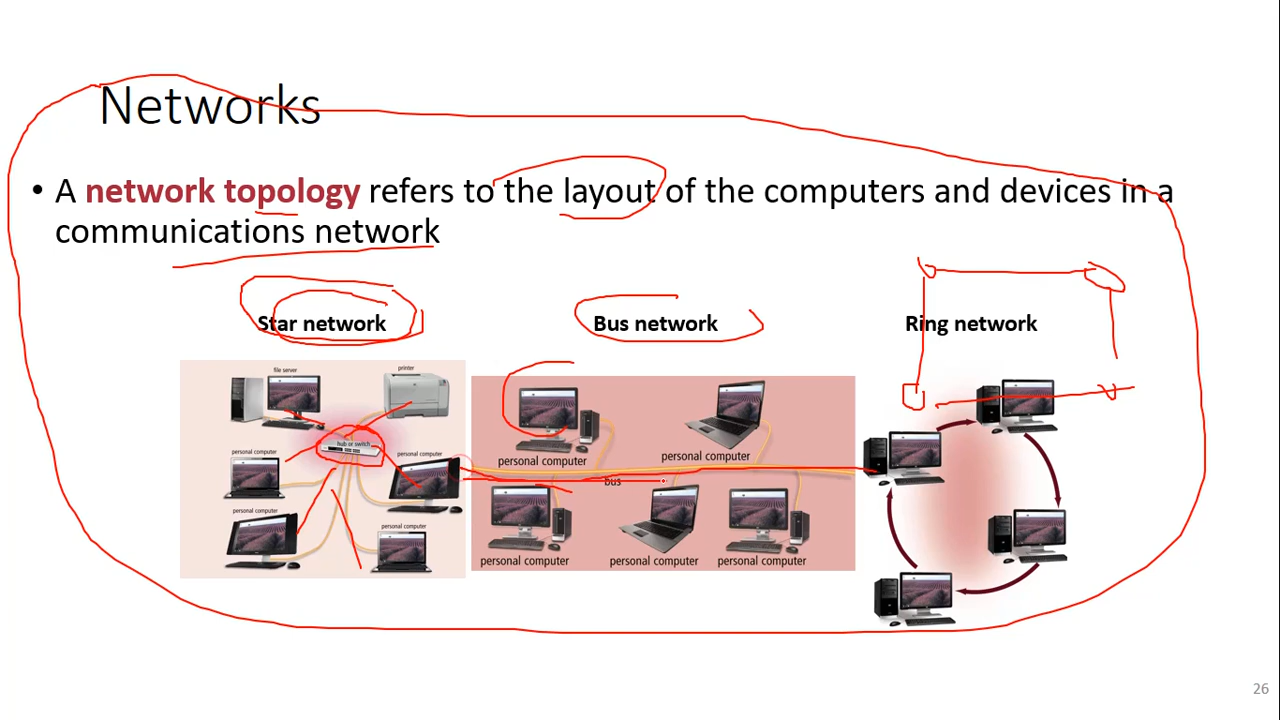 Networks
• A network topology refers to the layout of the computers and devices in a
communications network
Star network
Bus network
Ring network
file server
printer
hub or switch
personal computer
personal computer
personal computer
personal computer
personal computer
personal computer
bus
personal computer
personal computer
personal computer
26